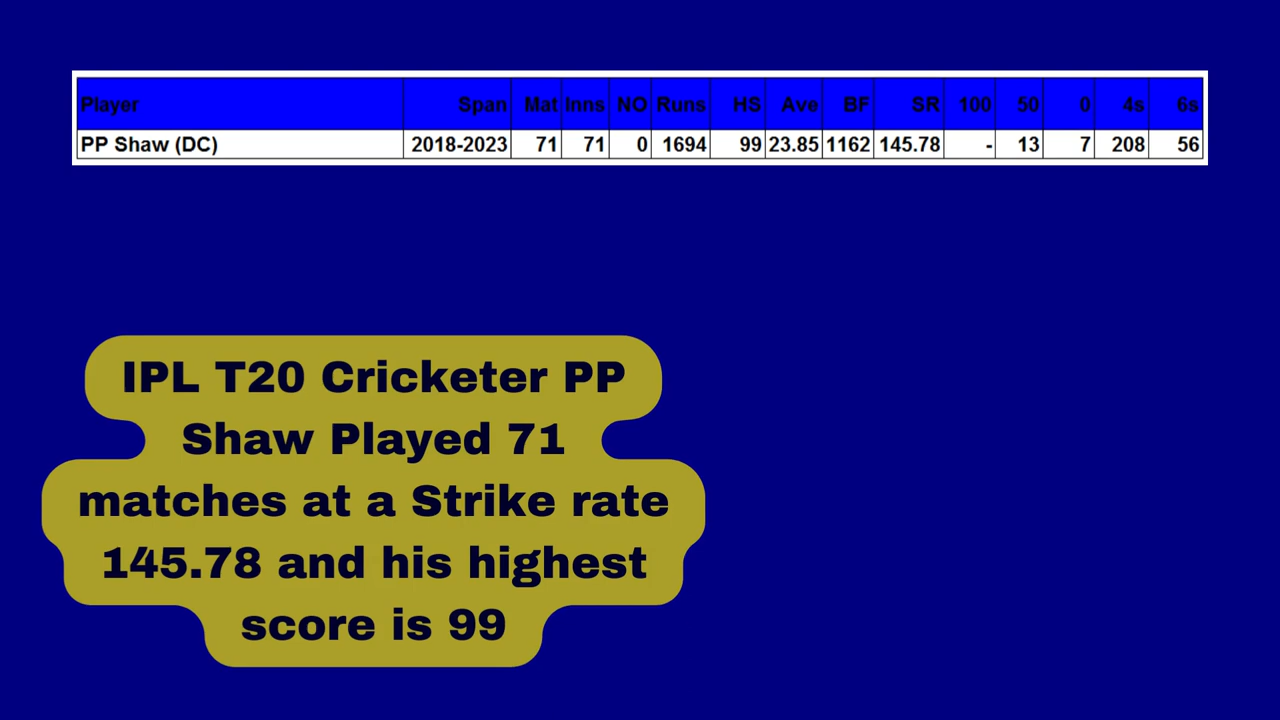 Player Span Mat Inns NO Runs HS Ave BF SR 100 50 0 4s 6s
PP Shaw (DC) 2018-2023 71 71 0 1694 99 23.85 1162 145.78 - 13 7 208 56
IPL T20 Cricketer PP
Shaw Played 71
matches at a Strike rate
145.78 and his highest
score is 99